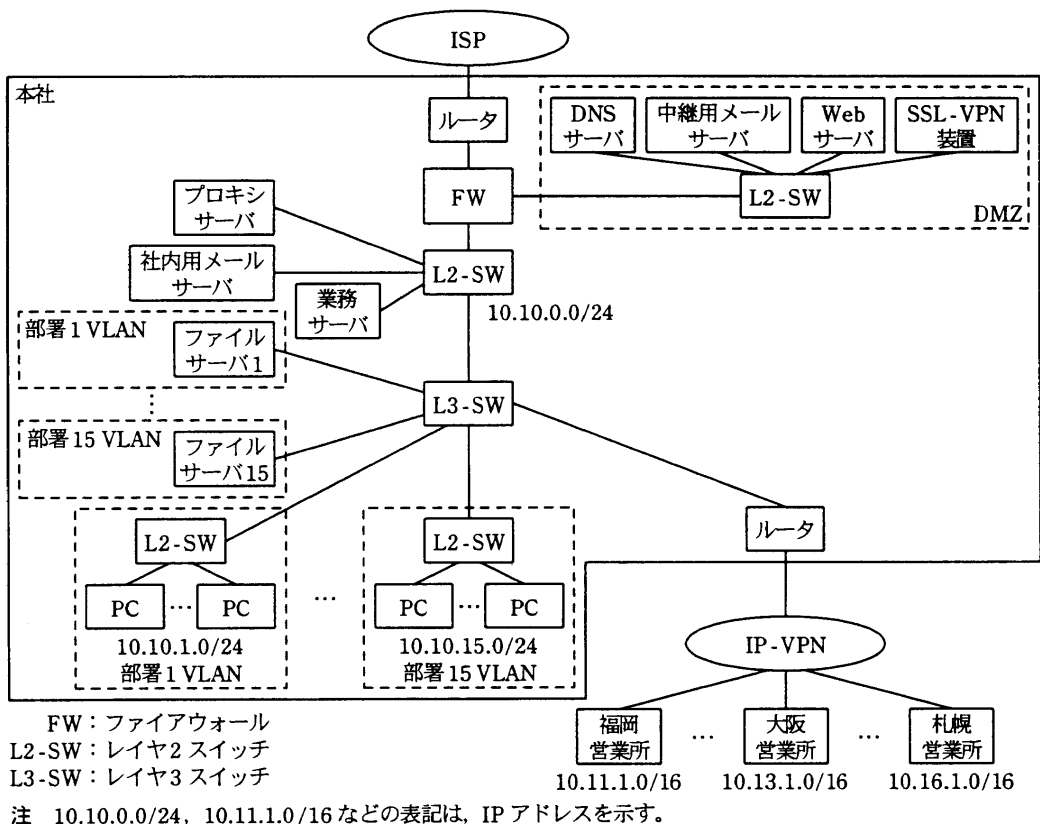 ISP
本社
ルータ
DNS
サーバ
中継用メール
サーバ
Web
サーバ
SSL-VPN
装置
FW
L2-SW
DMZ
プロキシ
サーバ
社内用メール
サーバ
業務
サーバ
L2-SW
10.10.0.0/24
部署1 VLAN
ファイル
サーバ1
⋮
部署15 VLAN
ファイル
サーバ15
L3-SW
L2-SW
PC … PC
10.10.1.0/24
部署1 VLAN
…
L2-SW
PC … PC
10.10.15.0/24
部署15 VLAN
ルータ
IP-VPN
福岡
営業所
10.11.1.0/16
…
大阪
営業所
10.13.1.0/16
…
札幌
営業所
10.16.1.0/16
FW:ファイアウォール
L2-SW:レイヤ2スイッチ
L3-SW:レイヤ3スイッチ
注 10.10.0.0/24,10.11.1.0/16などの表記は,IPアドレスを示す。